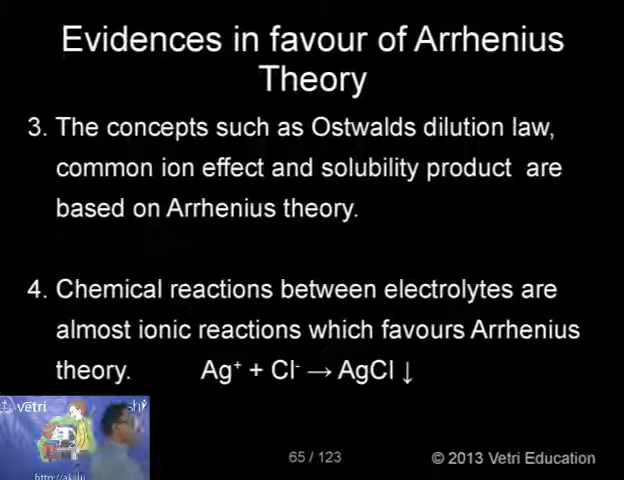 Evidences in favour of Arrhenius
Theory
3. The concepts such as Ostwalds dilution law,
common ion effect and solubility product are
based on Arrhenius theory.
4. Chemical reactions between electrolytes are
almost ionic reactions which favours Arrhenius
theory. Ag⁺ + Cl⁻ → AgCl ↓
vetri
65 / 123
© 2013 Vetri Education